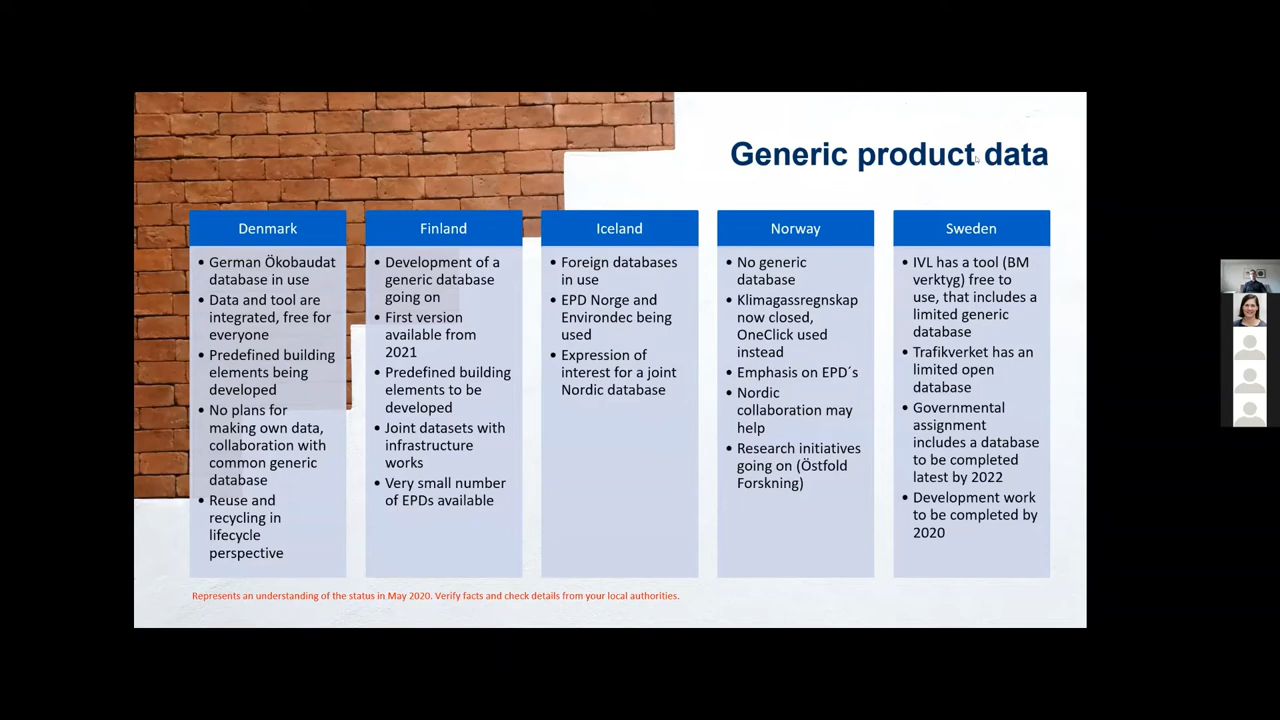 Generic product data
Denmark
• German Ökobaudat
database in use
• Data and tool are
integrated, free for
everyone
• Predefined building
elements being
developed
• No plans for
making own data,
collaboration with
common generic
database
• Reuse and
recycling in
lifecycle
perspective
Finland
• Development of a
generic database
going on
• First version
available from
2021
• Predefined building
elements to be
developed
• Joint datasets with
infrastructure
works
• Very small number
of EPDs available
Iceland
• Foreign databases
in use
• EPD Norge and
Environdec being
used
• Expression of
interest for a joint
Nordic database
Norway
• No generic
database
• Klimagassregnskap
now closed,
OneClick used
instead
• Emphasis on EPD´s
• Nordic
collaboration may
help
• Research initiatives
going on (Östfold
Forskning)
Sweden
• IVL has a tool (BM
verktyg) free to
use, that includes a
limited generic
database
• Trafikverket has an
limited open
database
• Governmental
assignment
includes a database
to be completed
latest by 2022
• Development work
to be completed by
2020
Represents an understanding of the status in May 2020. Verify facts and check details from your local authorities.